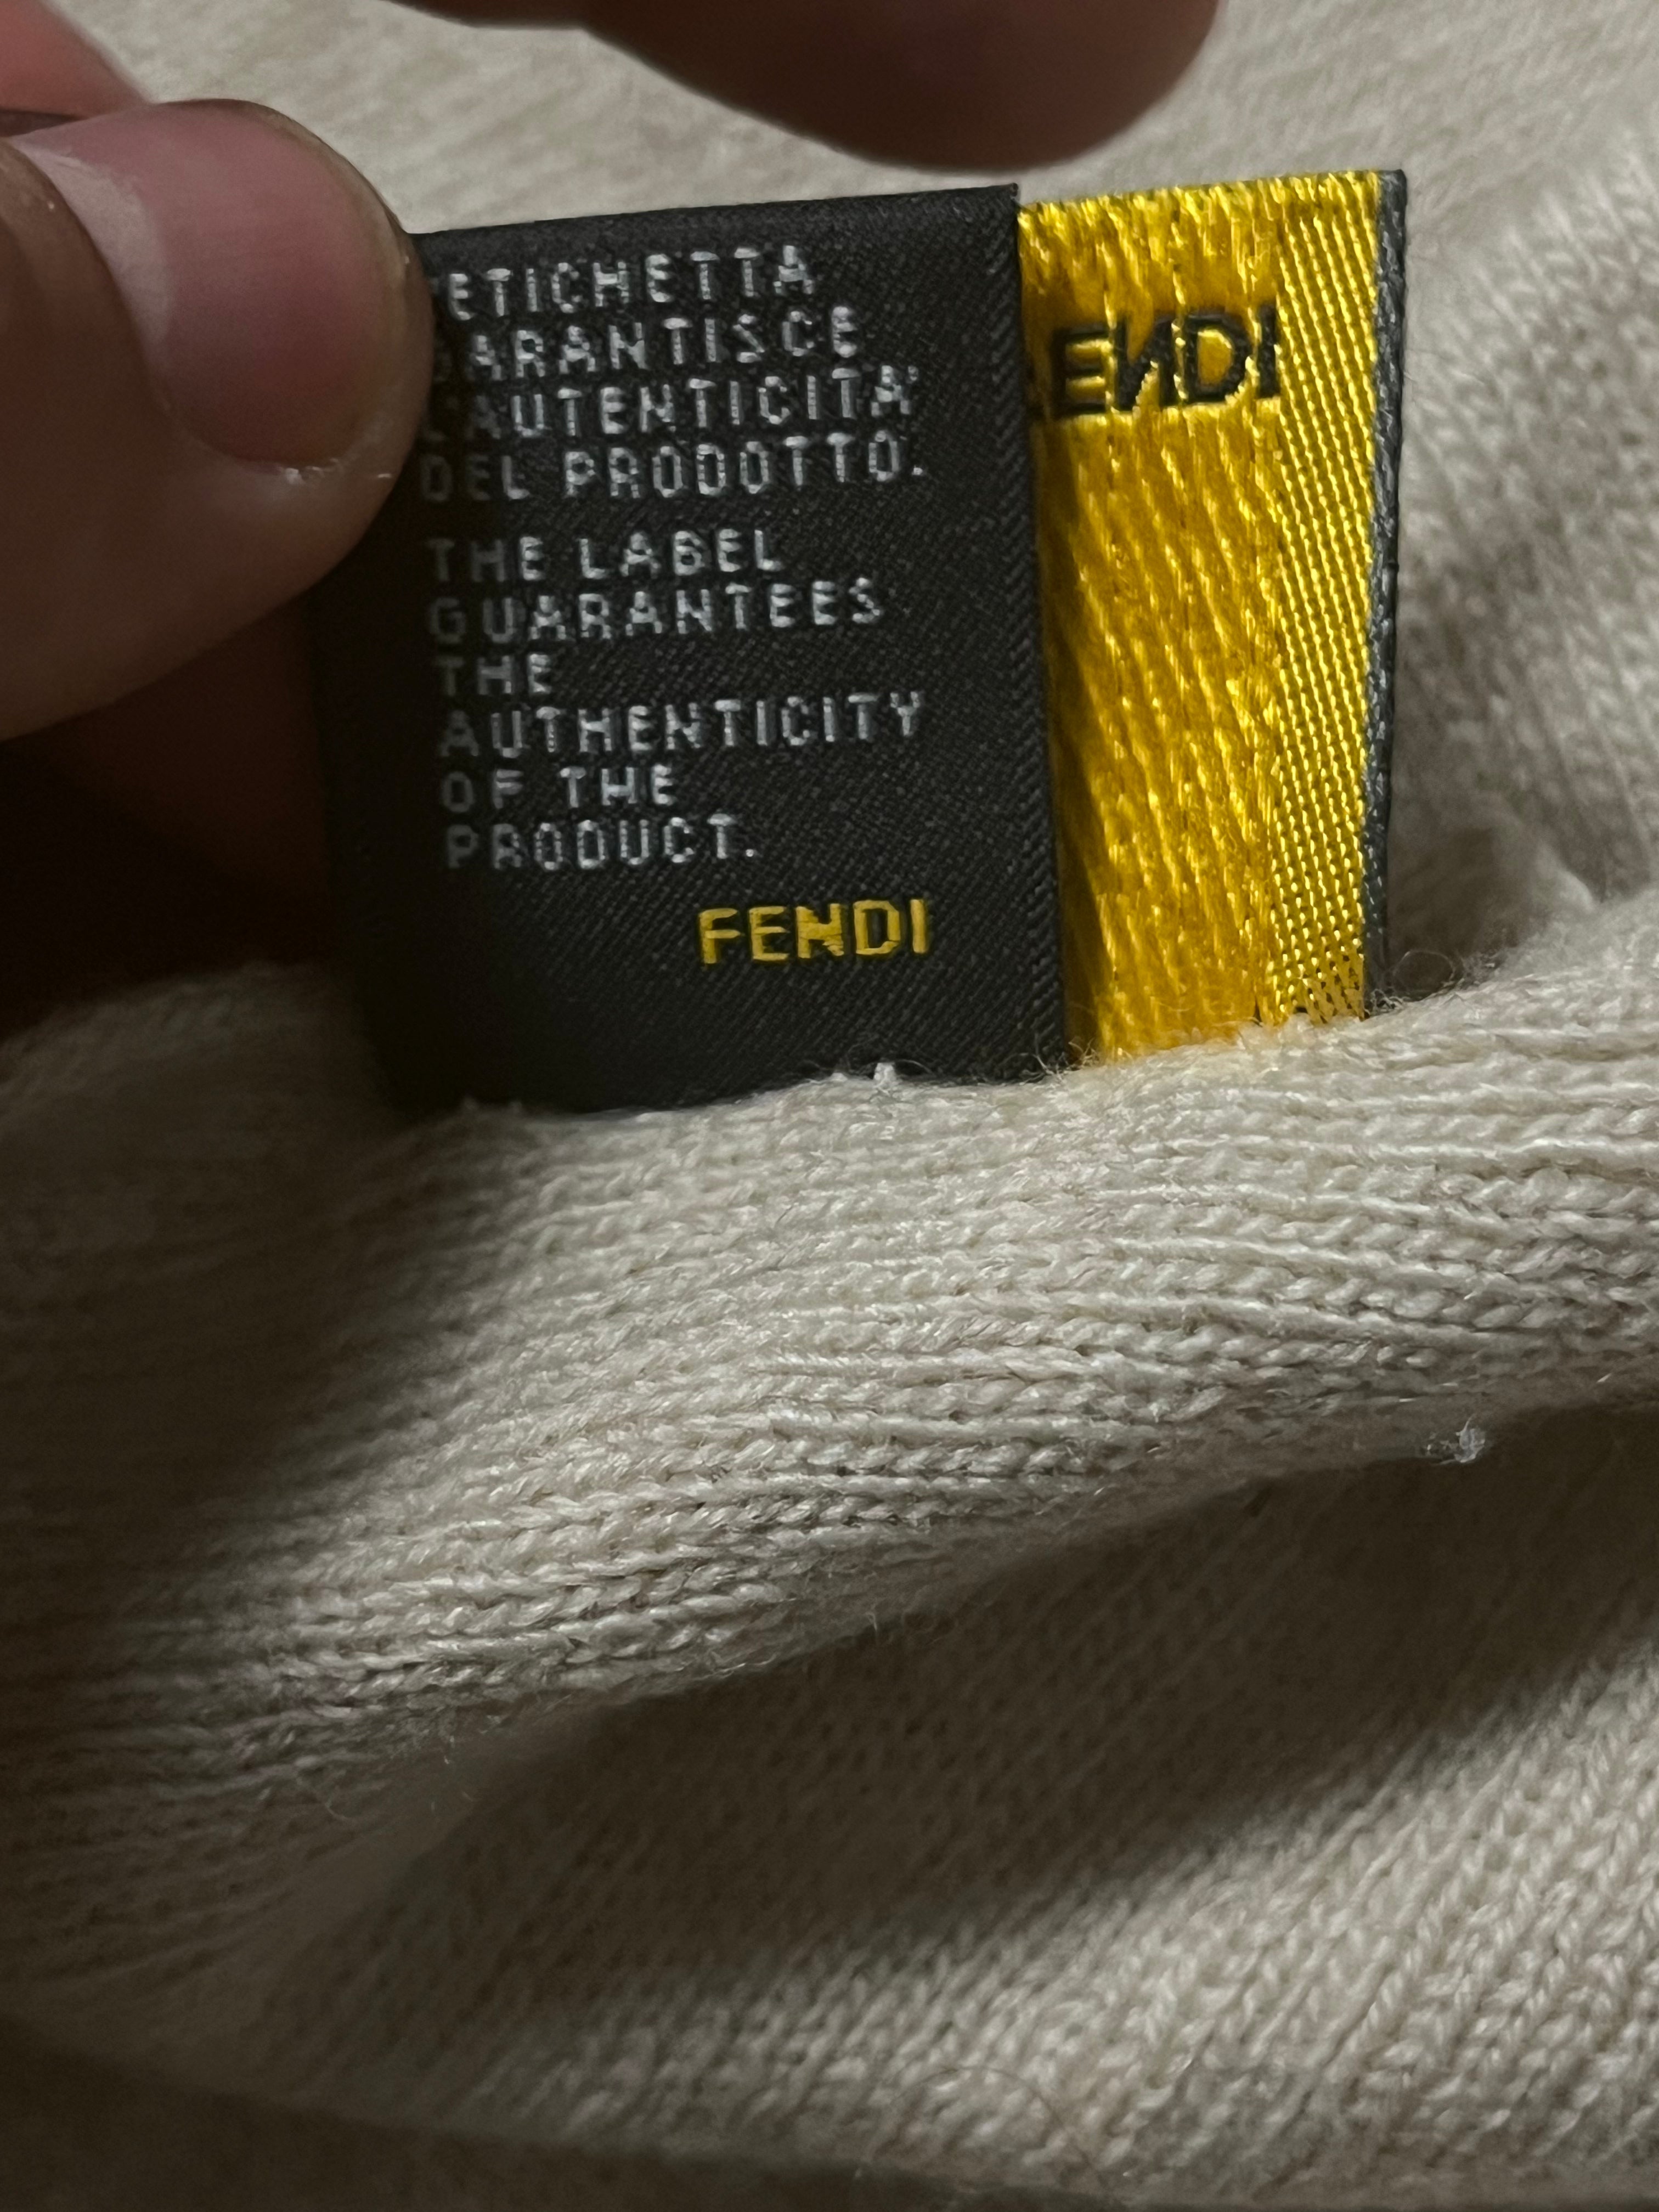 ETICHETTA
GARANTISCE
L'AUTENTICITA'
DEL PRODOTTO.
THE LABEL
GUARANTEES
THE
AUTHENTICITY
OF THE
PRODUCT.
FENDI
FENDI